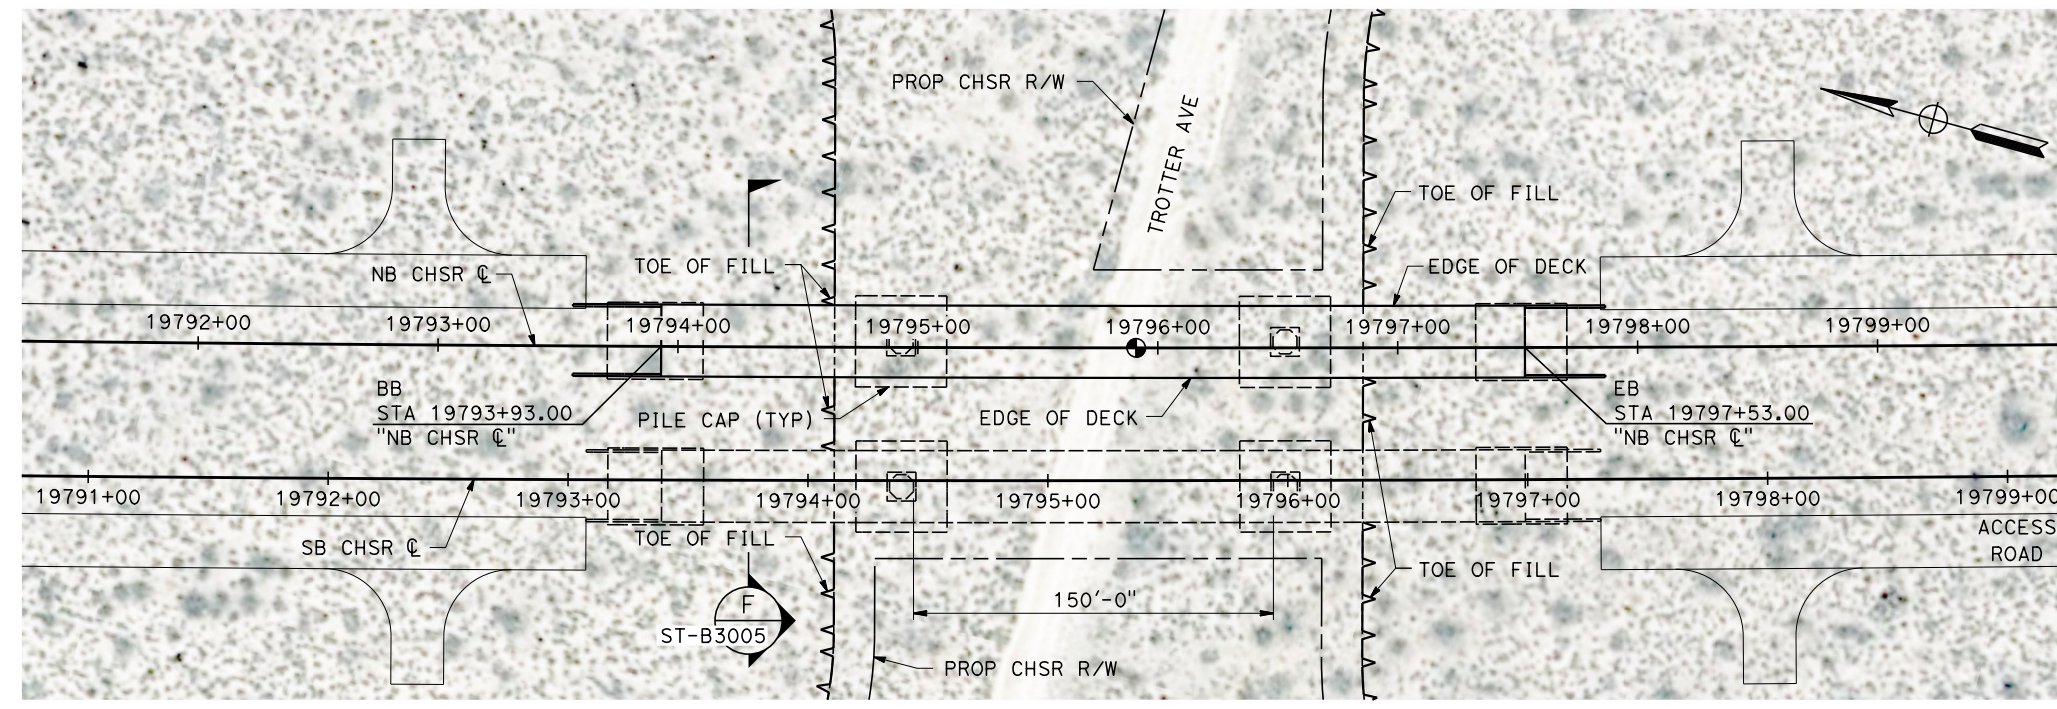 PROP CHSR R/W
TROTTER AVE
TOE OF FILL
TOE OF FILL
EDGE OF DECK
NB CHSR ℄
19792+00
19793+00
19794+00
19795+00
19796+00
19797+00
19798+00
19799+00
BB
STA 19793+93.00
"NB CHSR ℄"
PILE CAP (TYP)
EDGE OF DECK
EB
STA 19797+53.00
"NB CHSR ℄"
19791+00
19792+00
19793+00
19794+00
19795+00
19796+00
19797+00
19798+00
19799+00
SB CHSR ℄
TOE OF FILL
ACCESS
ROAD
TOE OF FILL
F
ST-B3005
150'-0"
PROP CHSR R/W